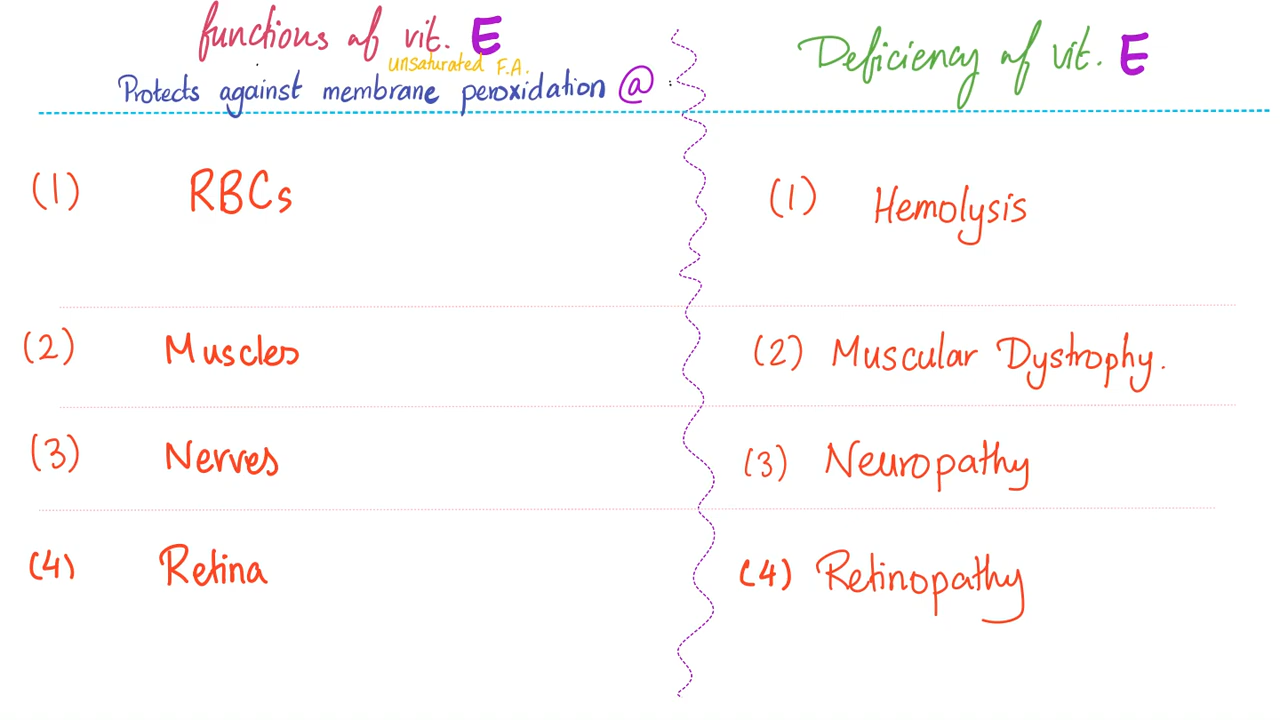 functions of vit. E
unsaturated F.A.
Protects against membrane peroxidation @
Deficiency of vit. E
(1) RBCs
(1) Hemolysis
(2) Muscles
(2) Muscular Dystrophy.
(3) Nerves
(3) Neuropathy
(4) Retina
(4) Retinopathy